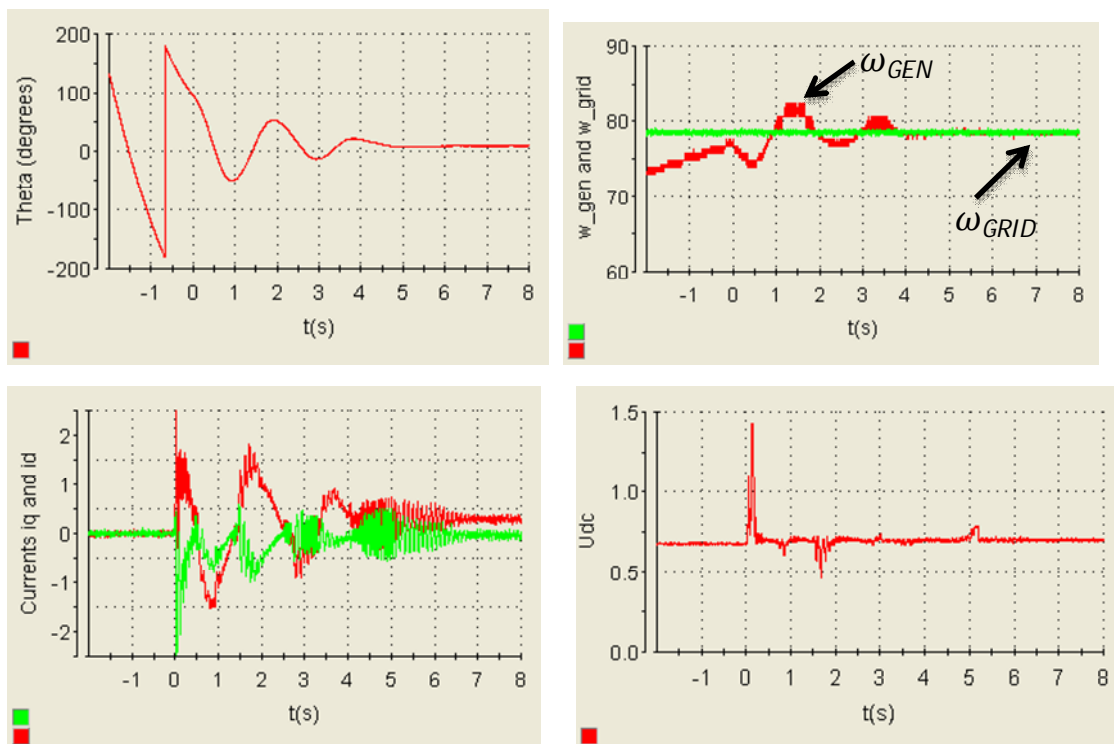 200
100
0
-100
-200
Theta (degrees)
-1 0 1 2 3 4 5 6 7 8
t(s)
90
80
70
60
w_gen and w_grid
ωGEN
ωGRID
-1 0 1 2 3 4 5 6 7 8
t(s)
2
1
0
-1
-2
Currents iq and id
-1 0 1 2 3 4 5 6 7 8
t(s)
1.5
1.0
0.5
0.0
Udc
-1 0 1 2 3 4 5 6 7 8
t(s)